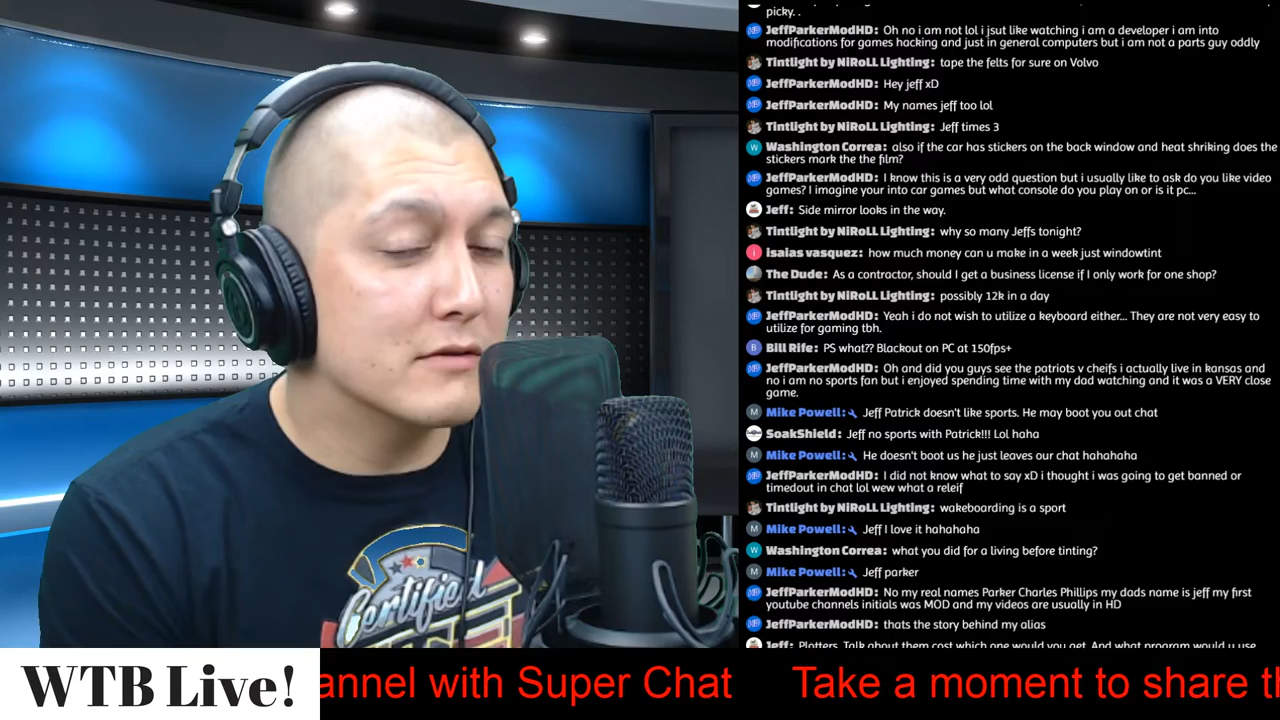 picky. .
JeffParkerModHD: Oh no i am not lol i jsut like watching i am a developer i am into
modifications for games hacking and just in general computers but i am not a parts guy oddly
Tintlight by NiRoLL Lighting: tape the felts for sure on Volvo
JeffParkerModHD: Hey jeff xD
JeffParkerModHD: My names jeff too lol
Tintlight by NiRoLL Lighting: Jeff times 3
W Washington Correa: also if the car has stickers on the back window and heat shriking does the
stickers mark the the film?
JeffParkerModHD: I know this is a very odd question but i usually like to ask do you like video
games? I imagine your into car games but what console do you play on or is it pc...
Jeff: Side mirror looks in the way.
Tintlight by NiRoLL Lighting: why so many Jeffs tonight?
i isaias vasquez: how much money can u make in a week just windowtint
The Dude: As a contractor, should I get a business license if I only work for one shop?
Tintlight by NiRoLL Lighting: possibly 12k in a day
JeffParkerModHD: Yeah i do not wish to utilize a keyboard either... They are not very easy to
utilize for gaming tbh.
B Bill Rife: PS what?? Blackout on PC at 150fps+
JeffParkerModHD: Oh and did you guys see the patriots v cheifs i actually live in kansas and
no i am no sports fan but i enjoyed spending time with my dad watching and it was a VERY close
game.
M Mike Powell: Jeff Patrick doesn't like sports. He may boot you out chat
SoakShield: Jeff no sports with Patrick!!! Lol haha
M Mike Powell: He doesn't boot us he just leaves our chat hahahaha
JeffParkerModHD: I did not know what to say xD i thought i was going to get banned or
timedout in chat lol wew what a releif
Tintlight by NiRoLL Lighting: wakeboarding is a sport
M Mike Powell: Jeff I love it hahahaha
W Washington Correa: what you did for a living before tinting?
M Mike Powell: Jeff parker
JeffParkerModHD: No my real names Parker Charles Phillips my dads name is jeff my first
youtube channels initials was MOD and my videos are usually in HD
JeffParkerModHD: thats the story behind my alias
Jeff: Plotters. Talk about them cost which one would you get. And what program would u use
Certified
WTB Live!
annel with Super Chat Take a moment to share th